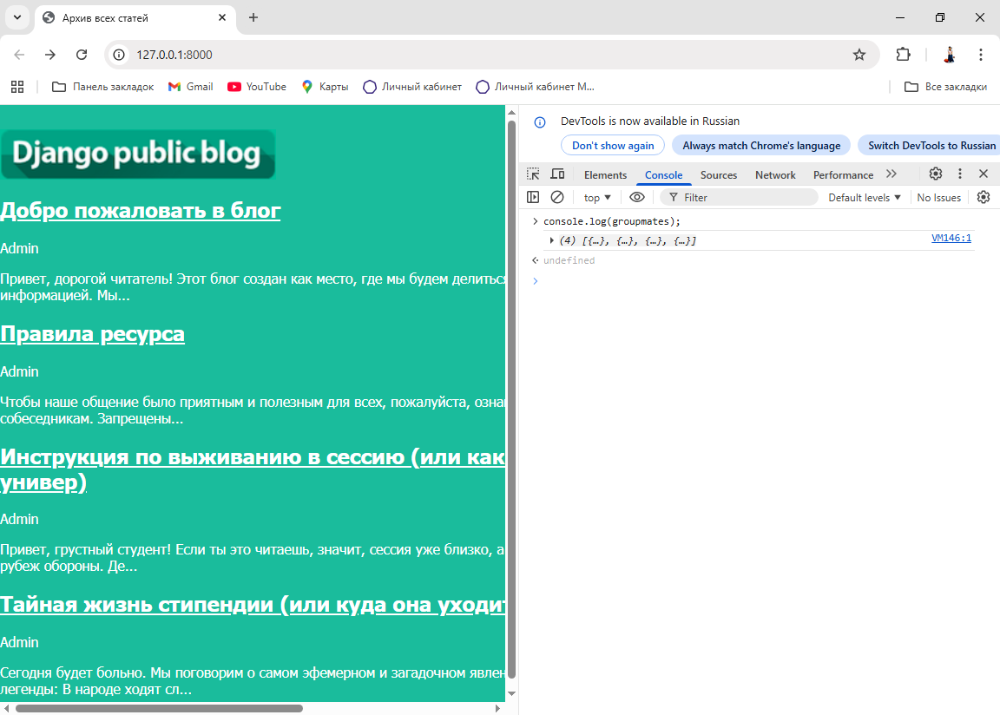 Архив всех статей
127.0.0.1:8000
Панель закладок
Gmail
YouTube
Карты
Личный кабинет
Личный кабинет М...
Все закладки
Django public blog
Добро пожаловать в блог
Admin
Привет, дорогой читатель! Этот блог создан как место, где мы будем делиться
информацией. Мы...
Правила ресурса
Admin
Чтобы наше общение было приятным и полезным для всех, пожалуйста, озна
собеседникам. Запрещены...
Инструкция по выживанию в сессию (или как
универ)
Admin
Привет, грустный студент! Если ты это читаешь, значит, сессия уже близко, а
рубеж обороны. Де...
Тайная жизнь стипендии (или куда она уходит
Admin
Сегодня будет больно. Мы поговорим о самом эфемерном и загадочном явлен
легенды: В народе ходят сл...
DevTools is now available in Russian
Don't show again
Always match Chrome's language
Switch DevTools to Russian
Elements
Console
Sources
Network
Performance
top
Filter
Default levels
No Issues
console.log(groupmates);
(4) [{…}, {…}, {…}, {…}]
VM146:1
undefined